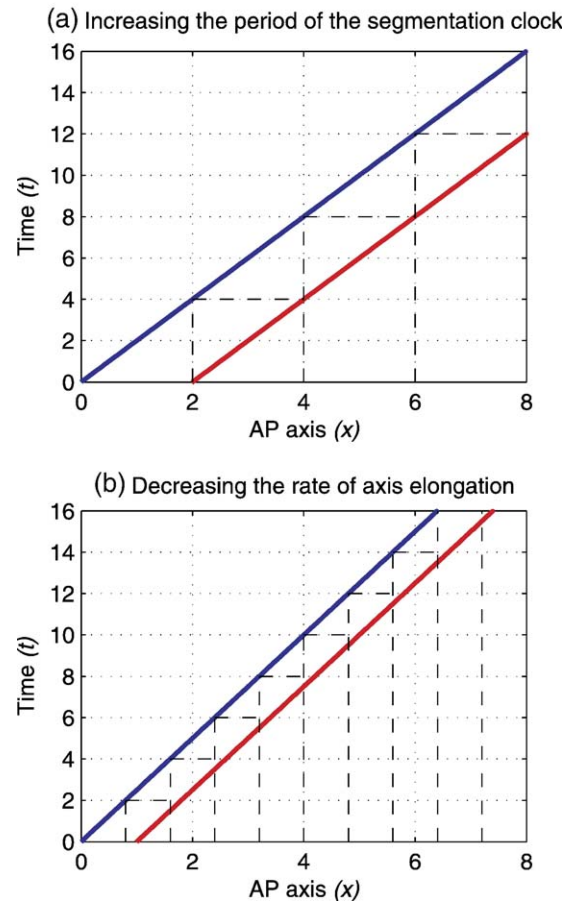 (a) Increasing the period of the segmentation clock
16
14
12
10
8
6
4
2
0
Time (t)
0 2 4 6 8
AP axis (x)
(b) Decreasing the rate of axis elongation
16
14
12
10
8
6
4
2
0
Time (t)
0 2 4 6 8
AP axis (x)